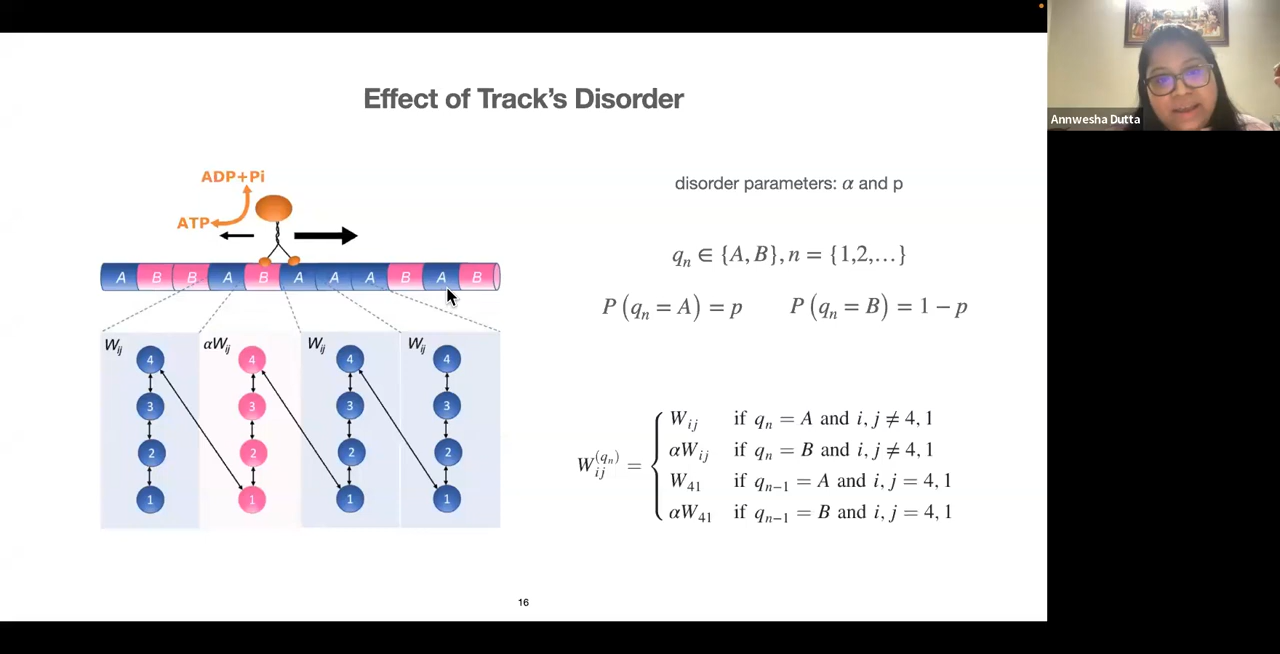 Annwesha Dutta
Effect of Track's Disorder
ADP+Pi
ATP
A B B A B A A A B A B
Wij αWij Wij Wij
4 4 4 4
3 3 3 3
2 2 2 2
1 1 1 1
disorder parameters: α and p
qn ∈ {A, B}, n = {1,2,…}
P (qn = A) = p P (qn = B) = 1 − p
Wij if qn = A and i, j ≠ 4, 1
αWij if qn = B and i, j ≠ 4, 1
Wij(qn) =
W41 if qn−1 = A and i, j = 4, 1
αW41 if qn−1 = B and i, j = 4, 1
16